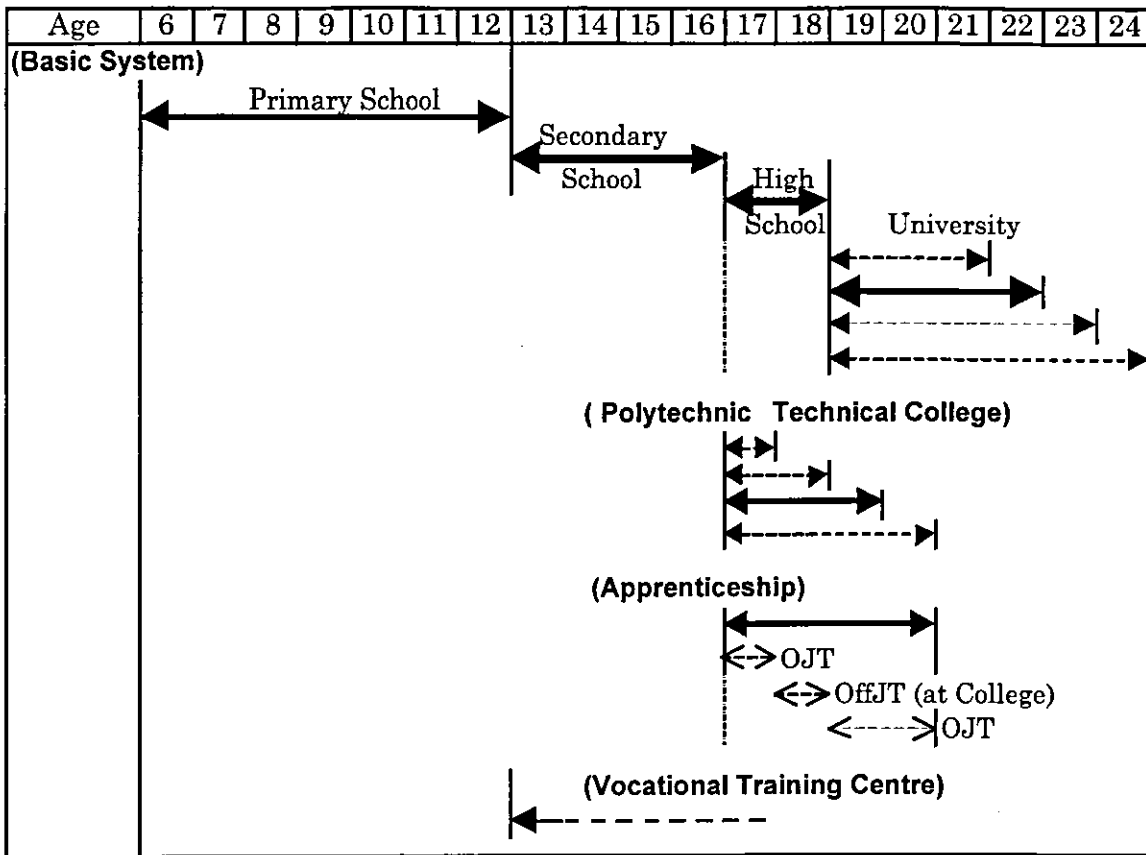 Age 6 7 8 9 10 11 12 13 14 15 16 17 18 19 20 21 22 23 24
(Basic System)
Primary School
Secondary
School
High
School
University
( Polytechnic Technical College)
(Apprenticeship)
OJT
OffJT (at College)
OJT
(Vocational Training Centre)